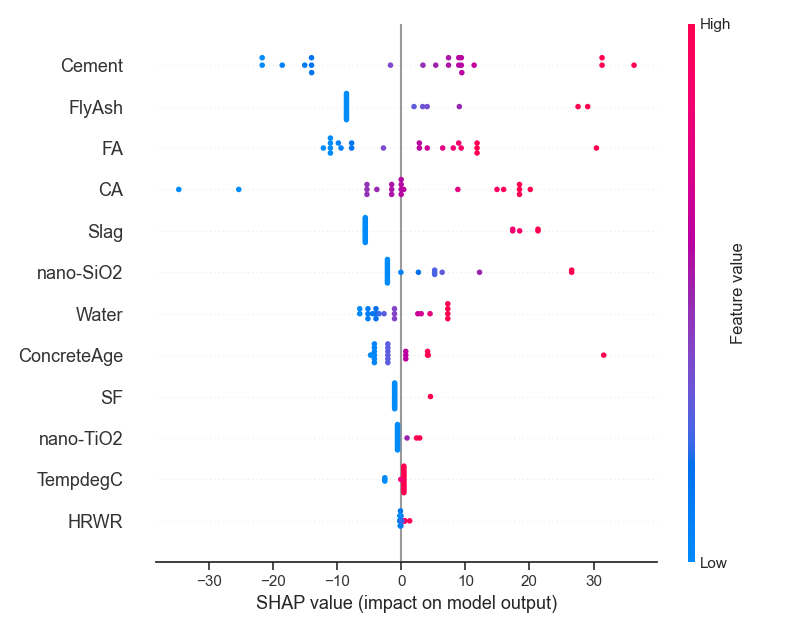 High
Cement
FlyAsh
FA
CA
Slag
nano-SiO2
Water
ConcreteAge
SF
nano-TiO2
TempdegC
HRWR
Feature value
Low
−30 −20 −10 0 10 20 30
SHAP value (impact on model output)